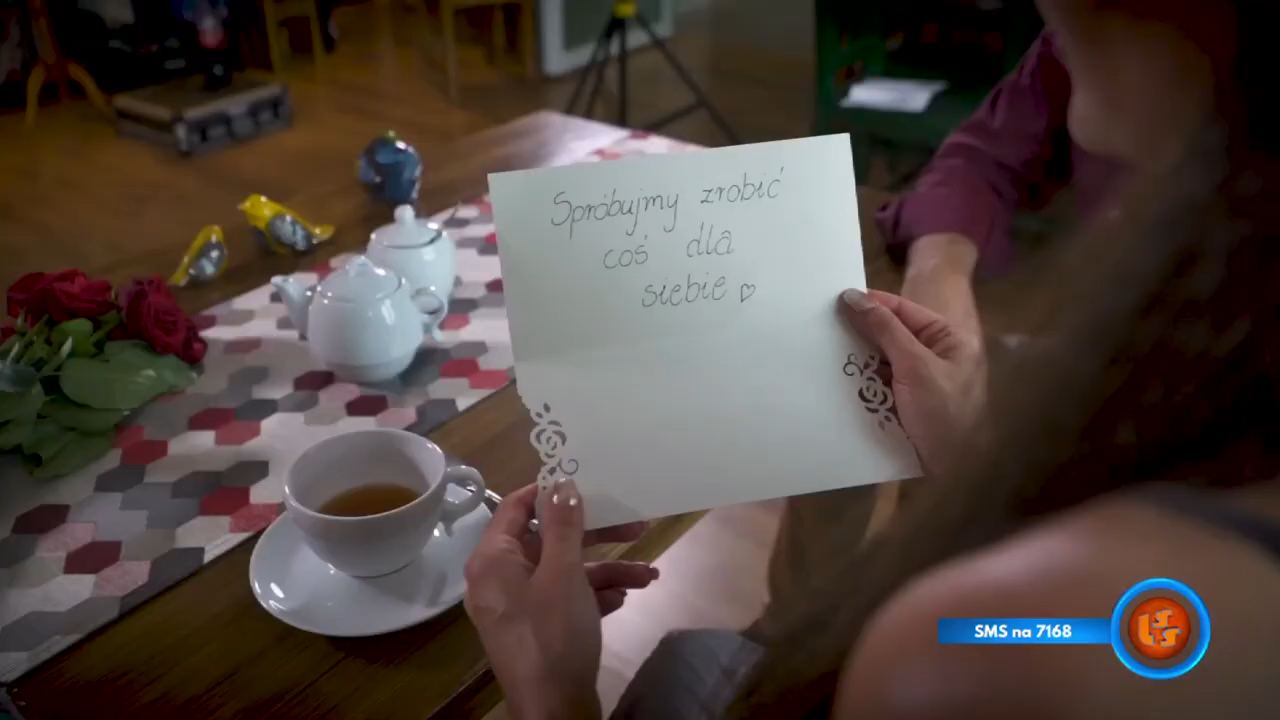 Spróbujmy zrobić
coś dla
siebie ♡
SMS na 7168